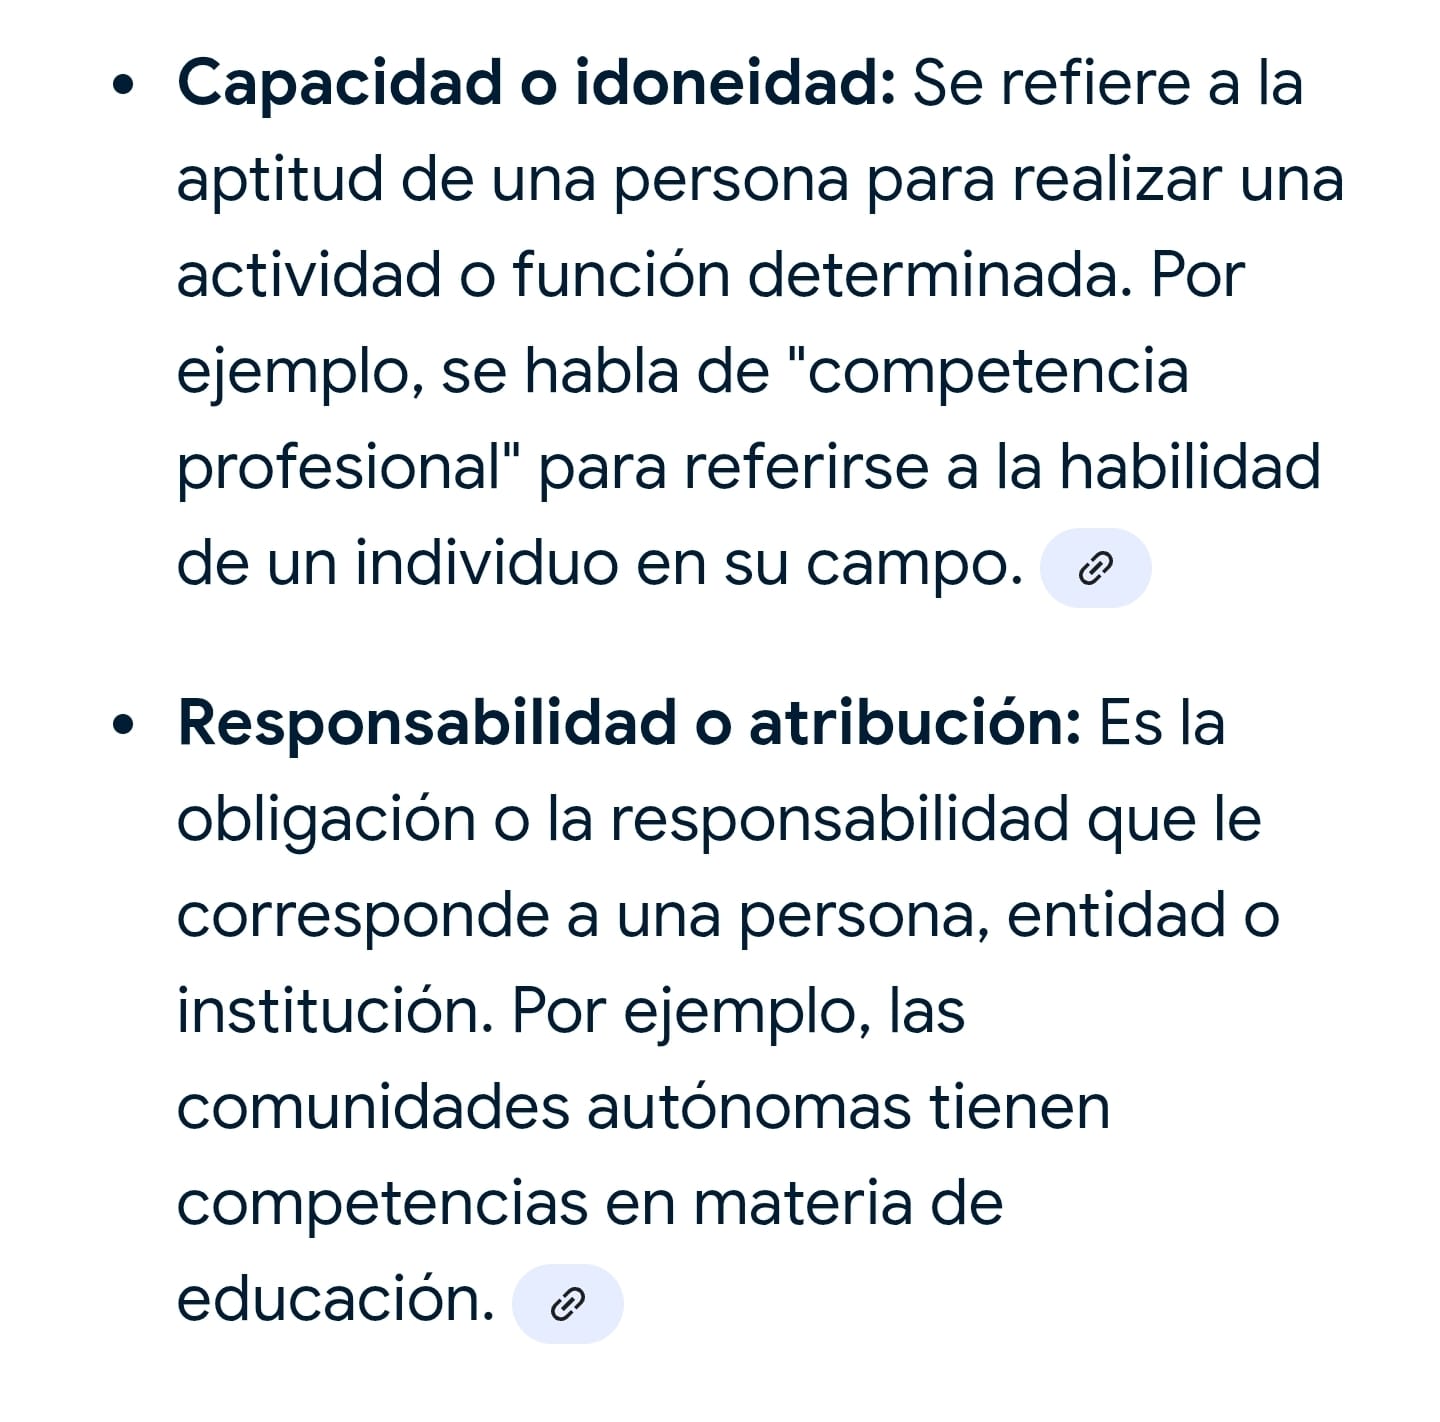 • Capacidad o idoneidad: Se refiere a la
aptitud de una persona para realizar una
actividad o función determinada. Por
ejemplo, se habla de "competencia
profesional" para referirse a la habilidad
de un individuo en su campo.
• Responsabilidad o atribución: Es la
obligación o la responsabilidad que le
corresponde a una persona, entidad o
institución. Por ejemplo, las
comunidades autónomas tienen
competencias en materia de
educación.